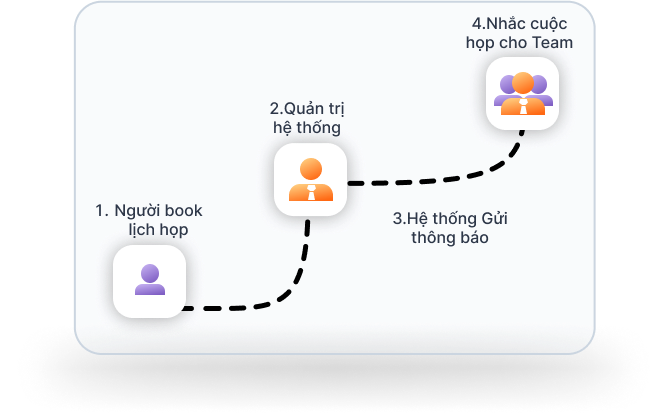 1. Người book
lịch họp
2.Quản trị
hệ thống
3.Hệ thống Gửi
thông báo
4.Nhắc cuộc
họp cho Team